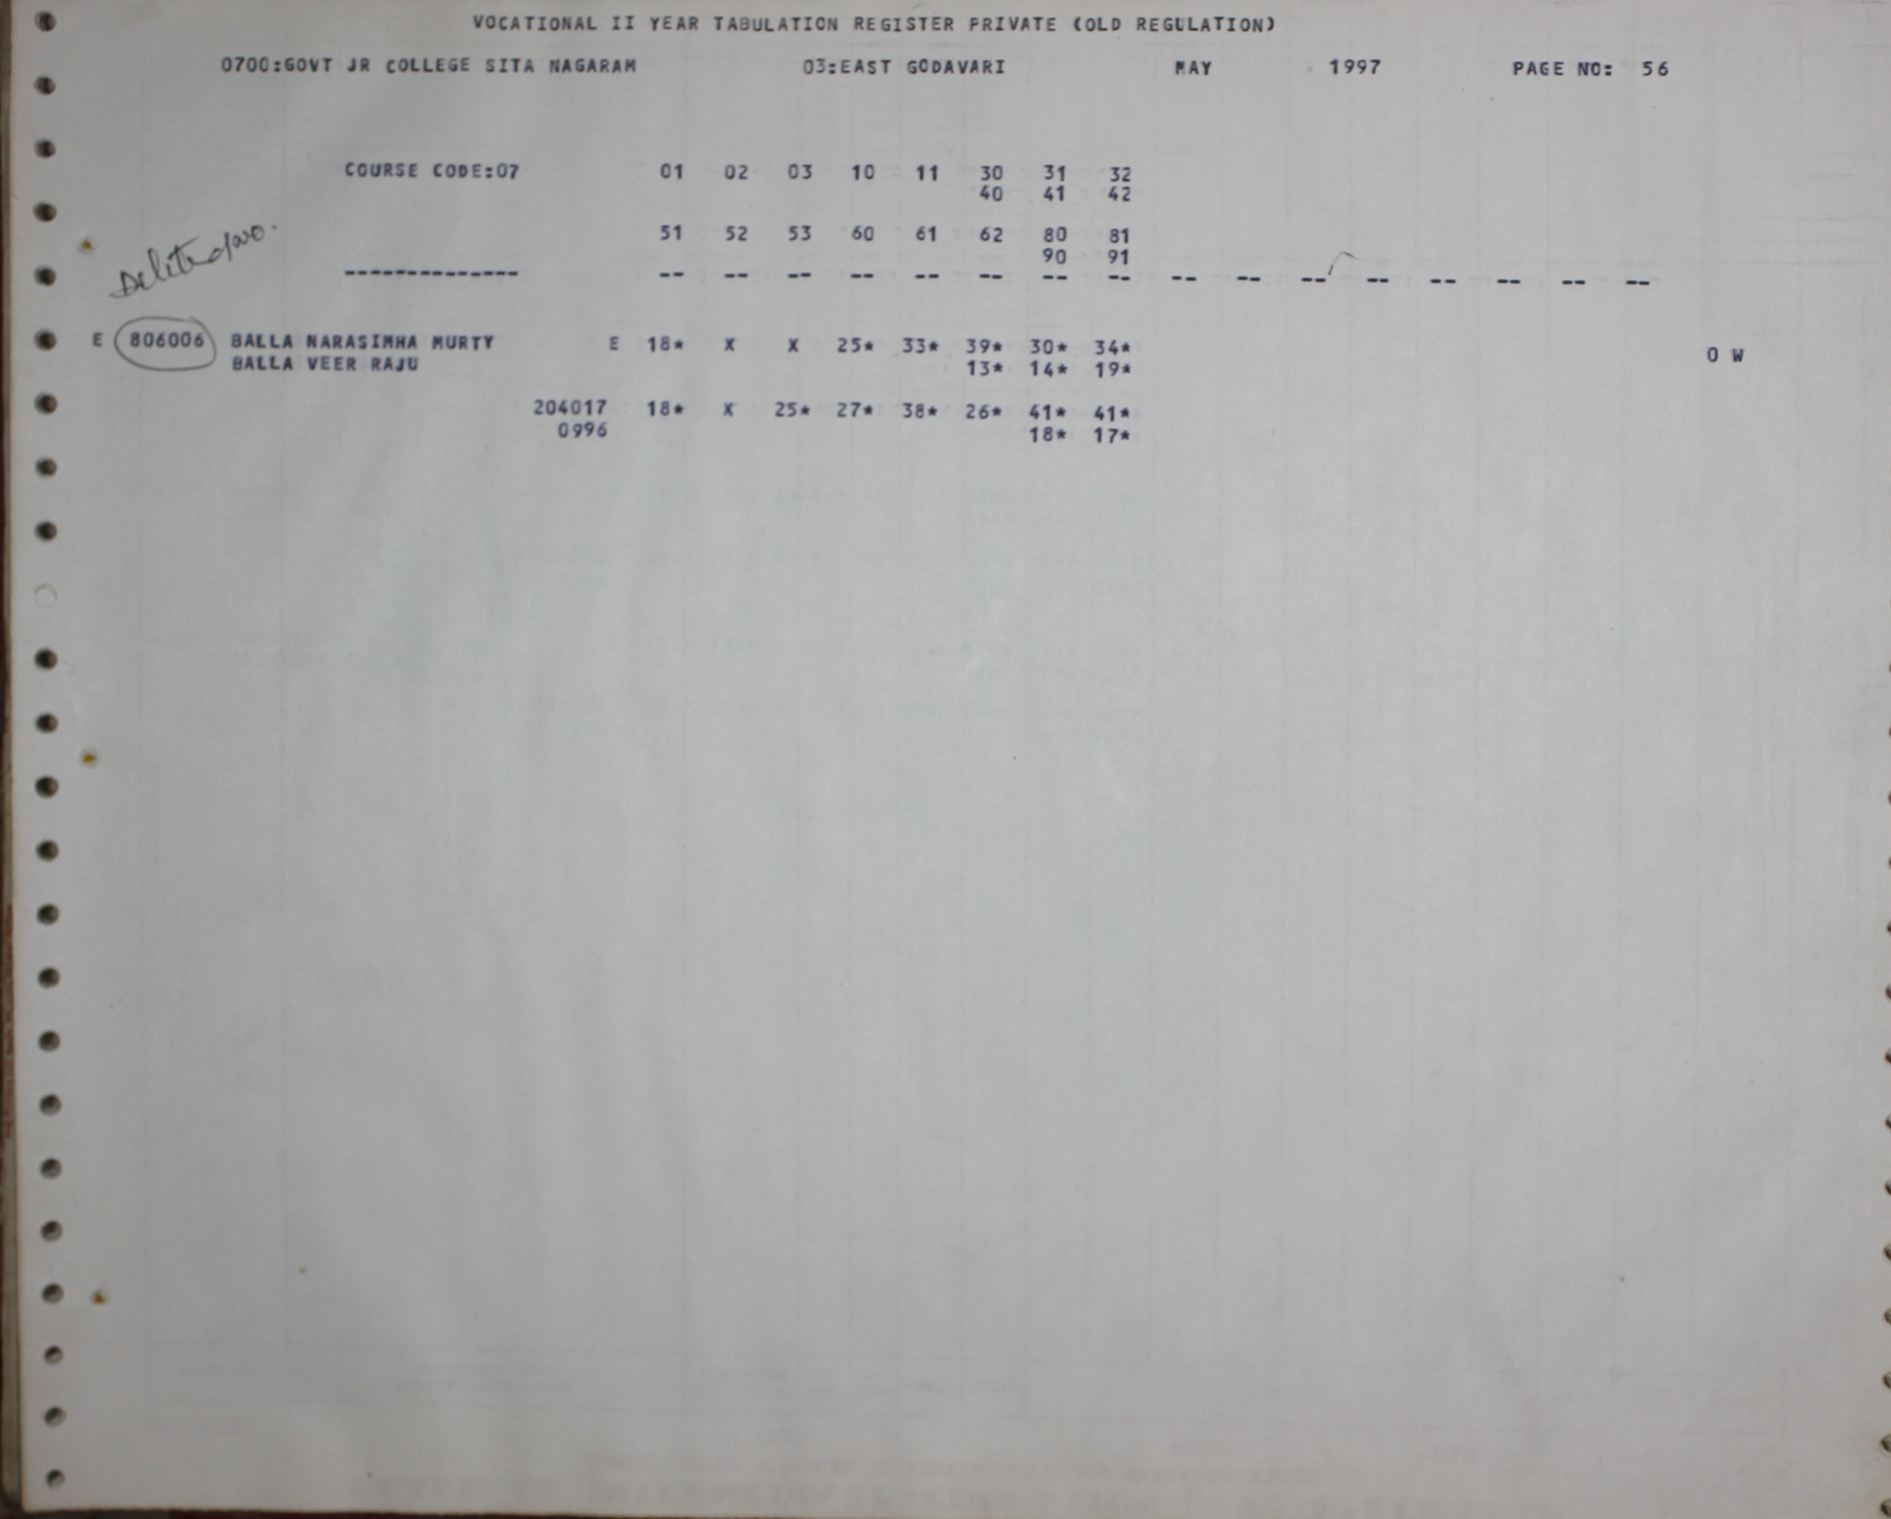 VOCATIONAL II YEAR TABULATION REGISTER PRIVATE (OLD REGULATION)
0700:GOVT JR COLLEGE SITA NAGARAM 03:EAST GODAVARI MAY 1997 PAGE NO: 56
COURSE CODE:07 01 02 03 10 11 30 31 32
40 41 42
51 52 53 60 61 62 80 81
90 91
-------------- -- -- -- -- -- -- -- -- -- -- -- -- -- -- -- --
E 806006 BALLA NARASIMHA MURTY E 18* X X 25* 33* 39* 30* 34*
BALLA VEER RAJU 13* 14* 19* 0 W
204017 18* X 25* 27* 38* 26* 41* 41*
0996 18* 17*